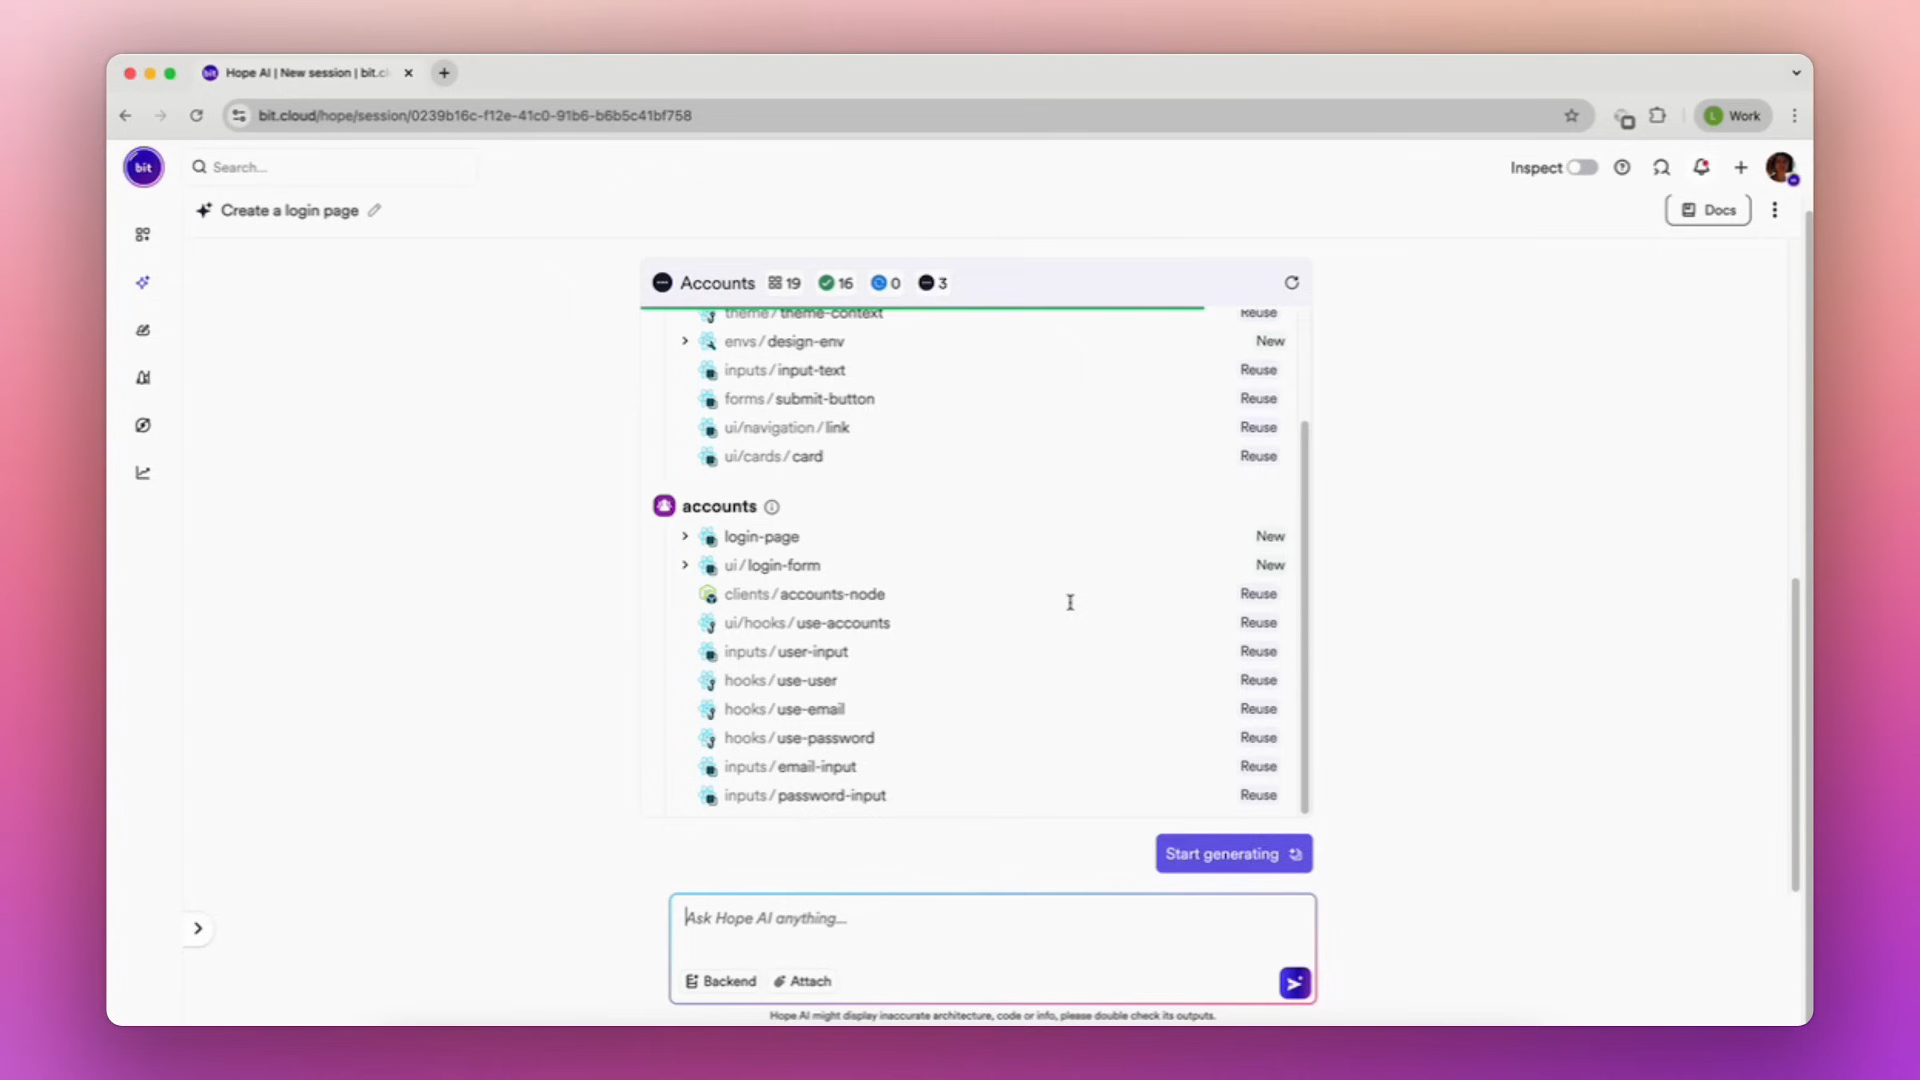 Hope AI | New session | bit.cl
bit.cloud/hope/session/0239b16c-f12e-41c0-91b6-b6b5c41bf758
L Work
bit
Search...
Inspect
Create a login page
Docs
Accounts 19 16 0 3
theme/theme-context Reuse
envs/design-env New
inputs/input-text Reuse
forms/submit-button Reuse
ui/navigation/link Reuse
ui/cards/card Reuse
accounts
login-page New
ui/login-form New
clients/accounts-node Reuse
ui/hooks/use-accounts Reuse
inputs/user-input Reuse
hooks/use-user Reuse
hooks/use-email Reuse
hooks/use-password Reuse
inputs/email-input Reuse
inputs/password-input Reuse
Start generating
Ask Hope AI anything...
Backend Attach
Hope AI might display inaccurate architecture, code or info, please double check its outputs.